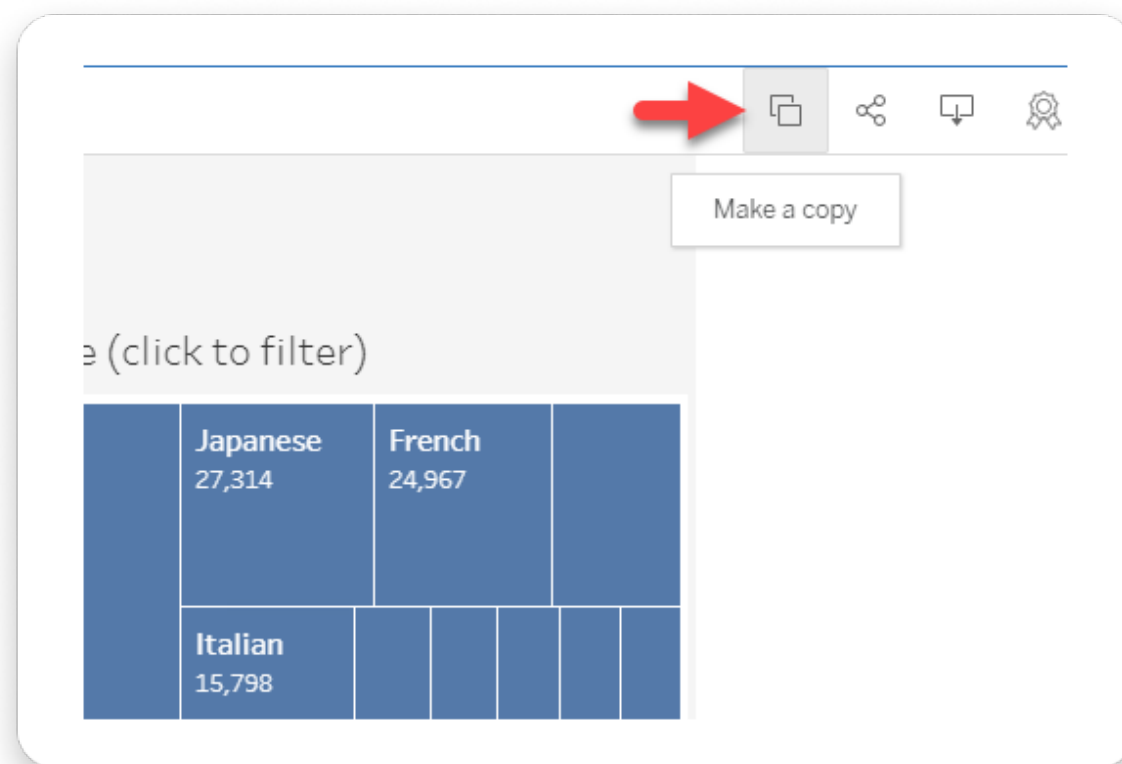 Make a copy
e (click to filter)
Japanese
27,314
French
24,967
Italian
15,798